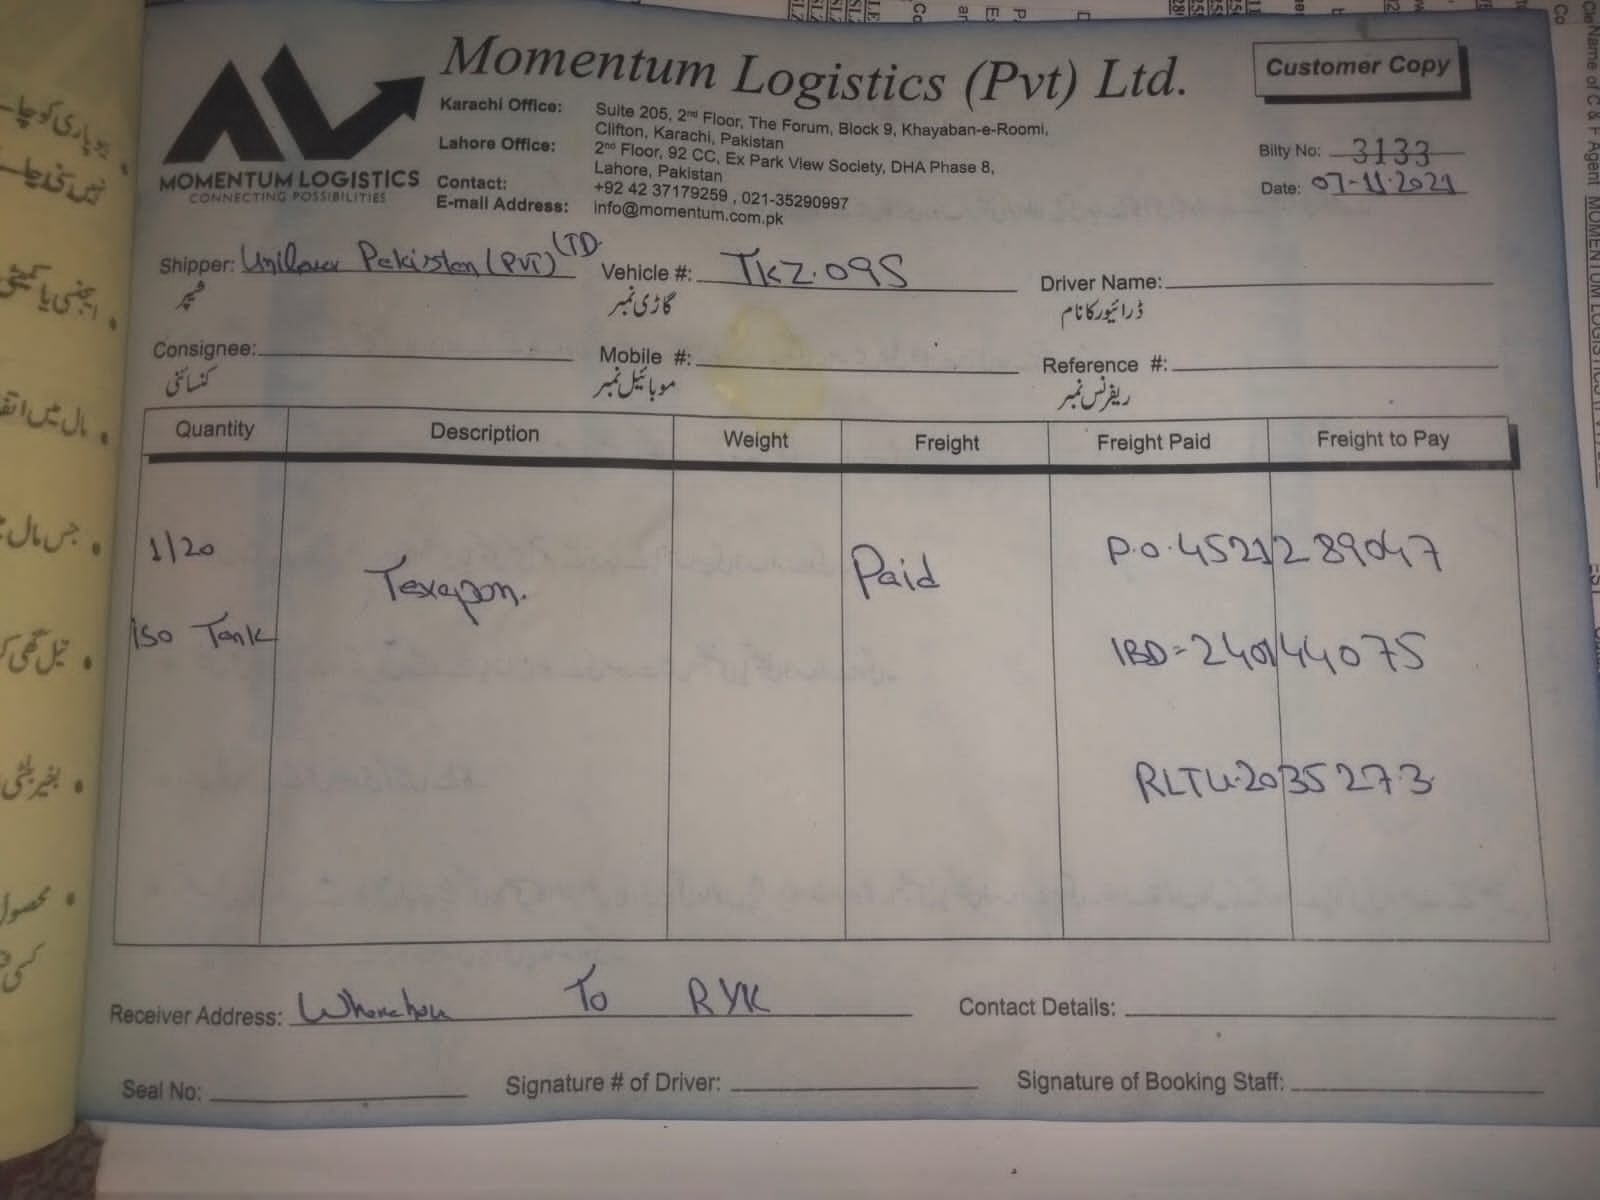 Momentum Logistics (Pvt) Ltd.
Customer Copy
MOMENTUM LOGISTICS
CONNECTING POSSIBILITIES
Karachi Office: Suite 205, 2nd Floor, The Forum, Block 9, Khayaban-e-Roomi,
Clifton, Karachi, Pakistan
Lahore Office: 2nd Floor, 92 CC, Ex Park View Society, DHA Phase 8,
Lahore, Pakistan
Contact: +92 42 37179259 , 021-35290997
E-mail Address: info@momentum.com.pk
Bilty No: 3133
Date: 07-11-2021
Shipper: Unilever Pakistan (PVT) LTD. Vehicle #: TKZ.095 Driver Name:
شپر گاڑی نمبر ڈرائیور کا نام
Consignee: Mobile #: Reference #:
کنسائنی موبائیل نمبر ریفرنس نمبر
Quantity Description Weight Freight Freight Paid Freight to Pay
1/20 Texapon. Paid P.O.4521289047
iso Tank IBD=240144075
RLTU.2035273
Receiver Address: To RYK Contact Details:
Seal No: Signature # of Driver: Signature of Booking Staff: